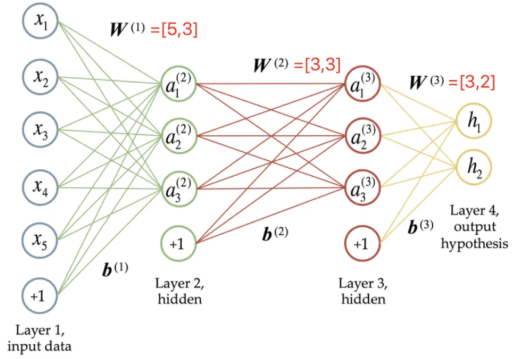 x₁
x₂
x₃
x₄
x₅
+1
Layer 1,
input data
W⁽¹⁾ =[5,3]
b⁽¹⁾
a₁⁽²⁾
a₂⁽²⁾
a₃⁽²⁾
+1
Layer 2,
hidden
W⁽²⁾ =[3,3]
b⁽²⁾
a₁⁽³⁾
a₂⁽³⁾
a₃⁽³⁾
+1
Layer 3,
hidden
W⁽³⁾ =[3,2]
b⁽³⁾
h₁
h₂
Layer 4,
output
hypothesis